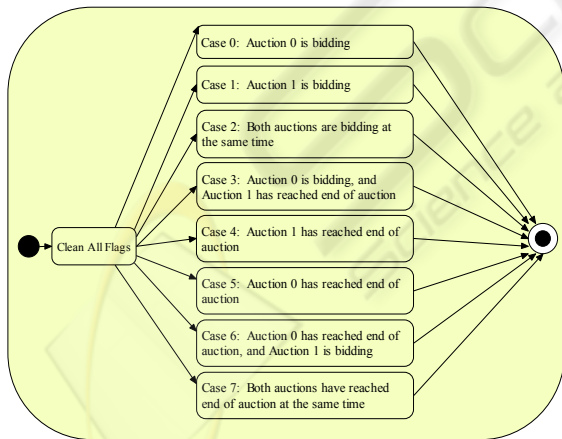 Case 0: Auction 0 is bidding
Case 1: Auction 1 is bidding
Case 2: Both auctions are bidding at
the same time
Case 3: Auction 0 is bidding, and
Auction 1 has reached end of auction
Clean All Flags
Case 4: Auction 1 has reached end of
auction
Case 5: Auction 0 has reached end of
auction
Case 6: Auction 0 has reached end of
auction, and Auction 1 is bidding
Case 7: Both auctions have reached
end of auction at the same time